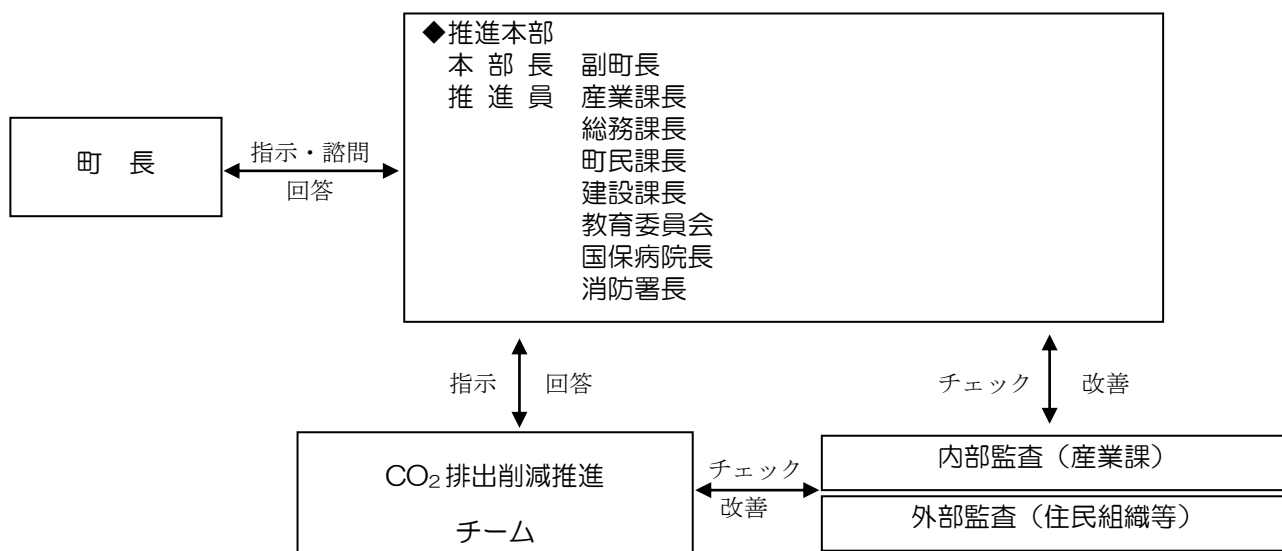 ◆推進本部
本 部 長　副町長
推 進 員　産業課長
総務課長
町民課長
建設課長
教育委員会
国保病院長
消防署長
町　長
指示・諮問
回答
指示　回答
チェック　改善
CO₂排出削減推進
チーム
チェック
改善
内部監査（産業課）
外部監査（住民組織等）